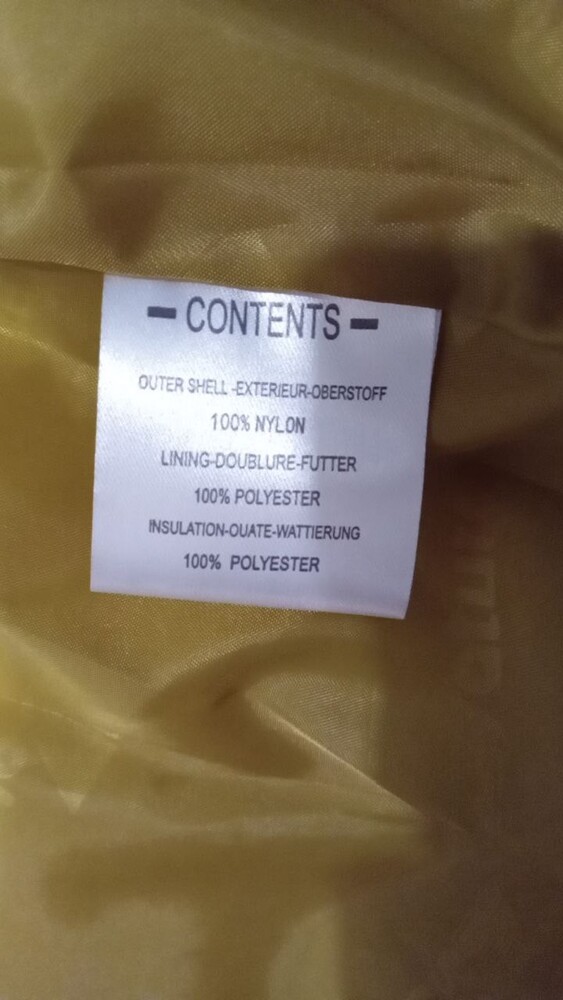 - CONTENTS -
OUTER SHELL -EXTERIEUR-OBERSTOFF
100% NYLON
LINING-DOUBLURE-FUTTER
100% POLYESTER
INSULATION-OUATE-WATTIERUNG
100% POLYESTER